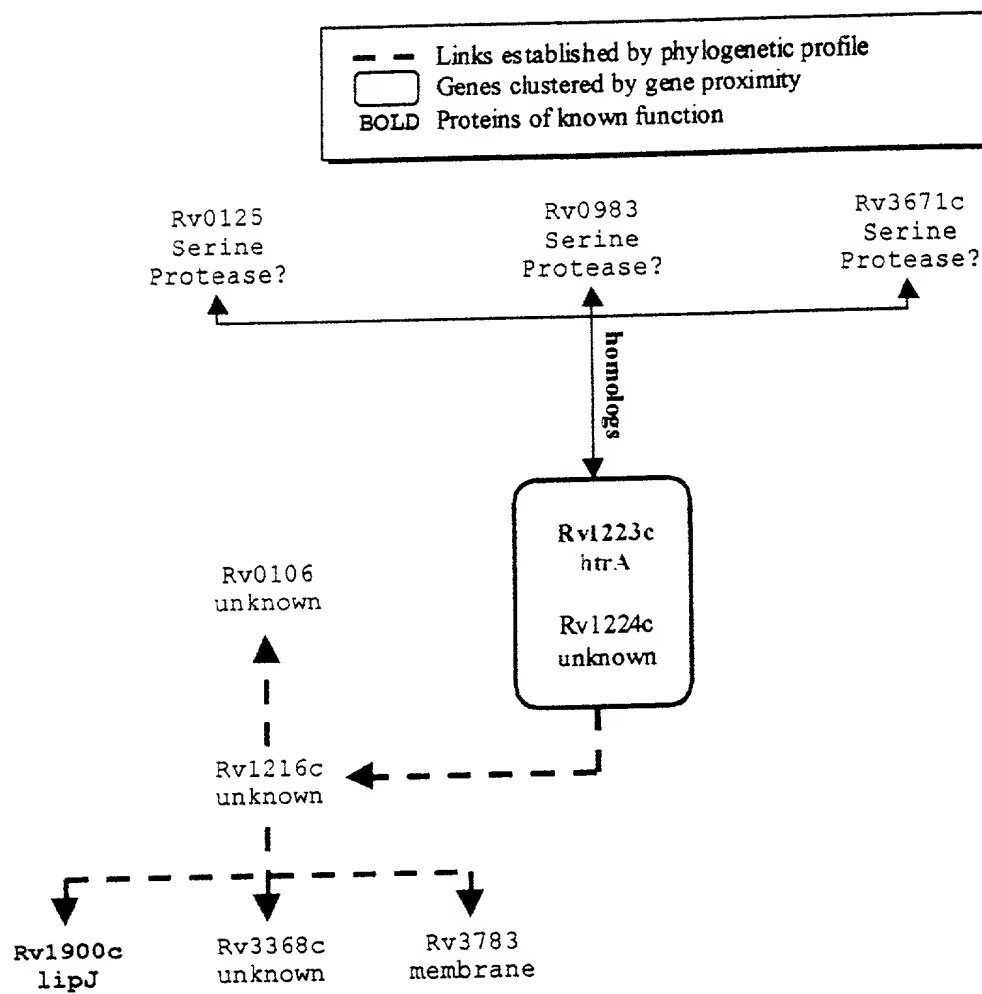 Links established by phylogenetic profile
Genes clustered by gene proximity
BOLD Proteins of known function
Rv0125
Serine
Protease?
Rv0983
Serine
Protease?
Rv3671c
Serine
Protease?
homologs
Rv1223c
htrA
Rv1224c
unknown
Rv0106
unknown
Rv1216c
unknown
Rv1900c
lipJ
Rv3368c
unknown
Rv3783
membrane